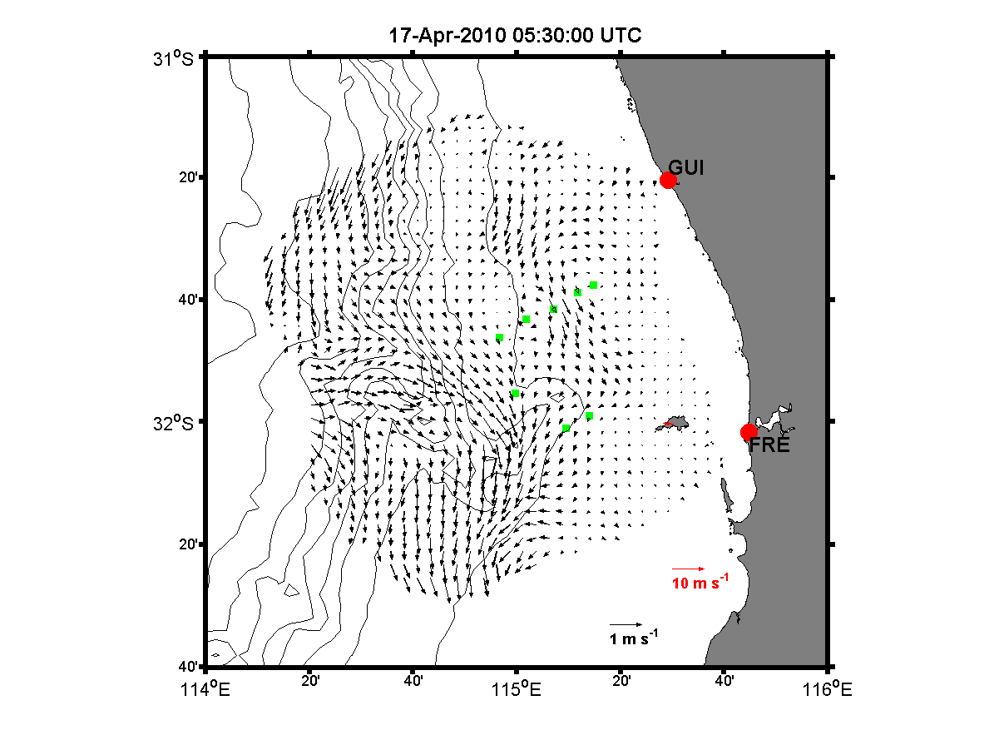 17-Apr-2010 05:30:00 UTC
31°S
GUI
20'
40'
32°S
FRE
20'
10 m s-1
1 m s-1
40'
114°E
20'
40'
115°E
20'
40'
116°E